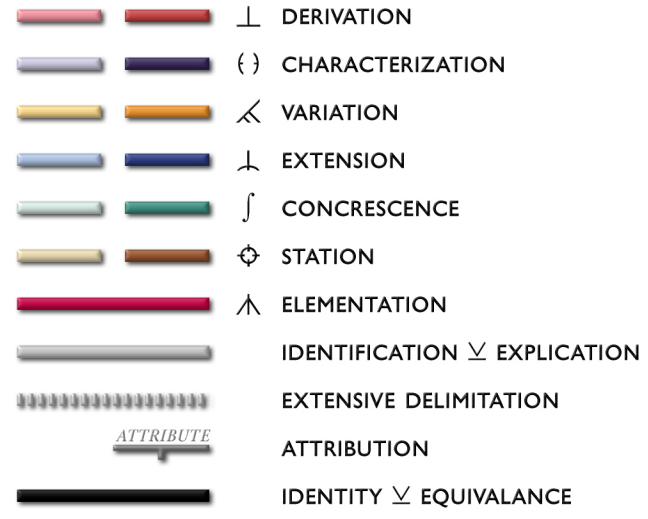 ⊥ DERIVATION
CHARACTERIZATION
VARIATION
EXTENSION
∫ CONCRESCENCE
STATION
ELEMENTATION
IDENTIFICATION ⊻ EXPLICATION
EXTENSIVE DELIMITATION
ATTRIBUTE
ATTRIBUTION
IDENTITY ⊻ EQUIVALANCE